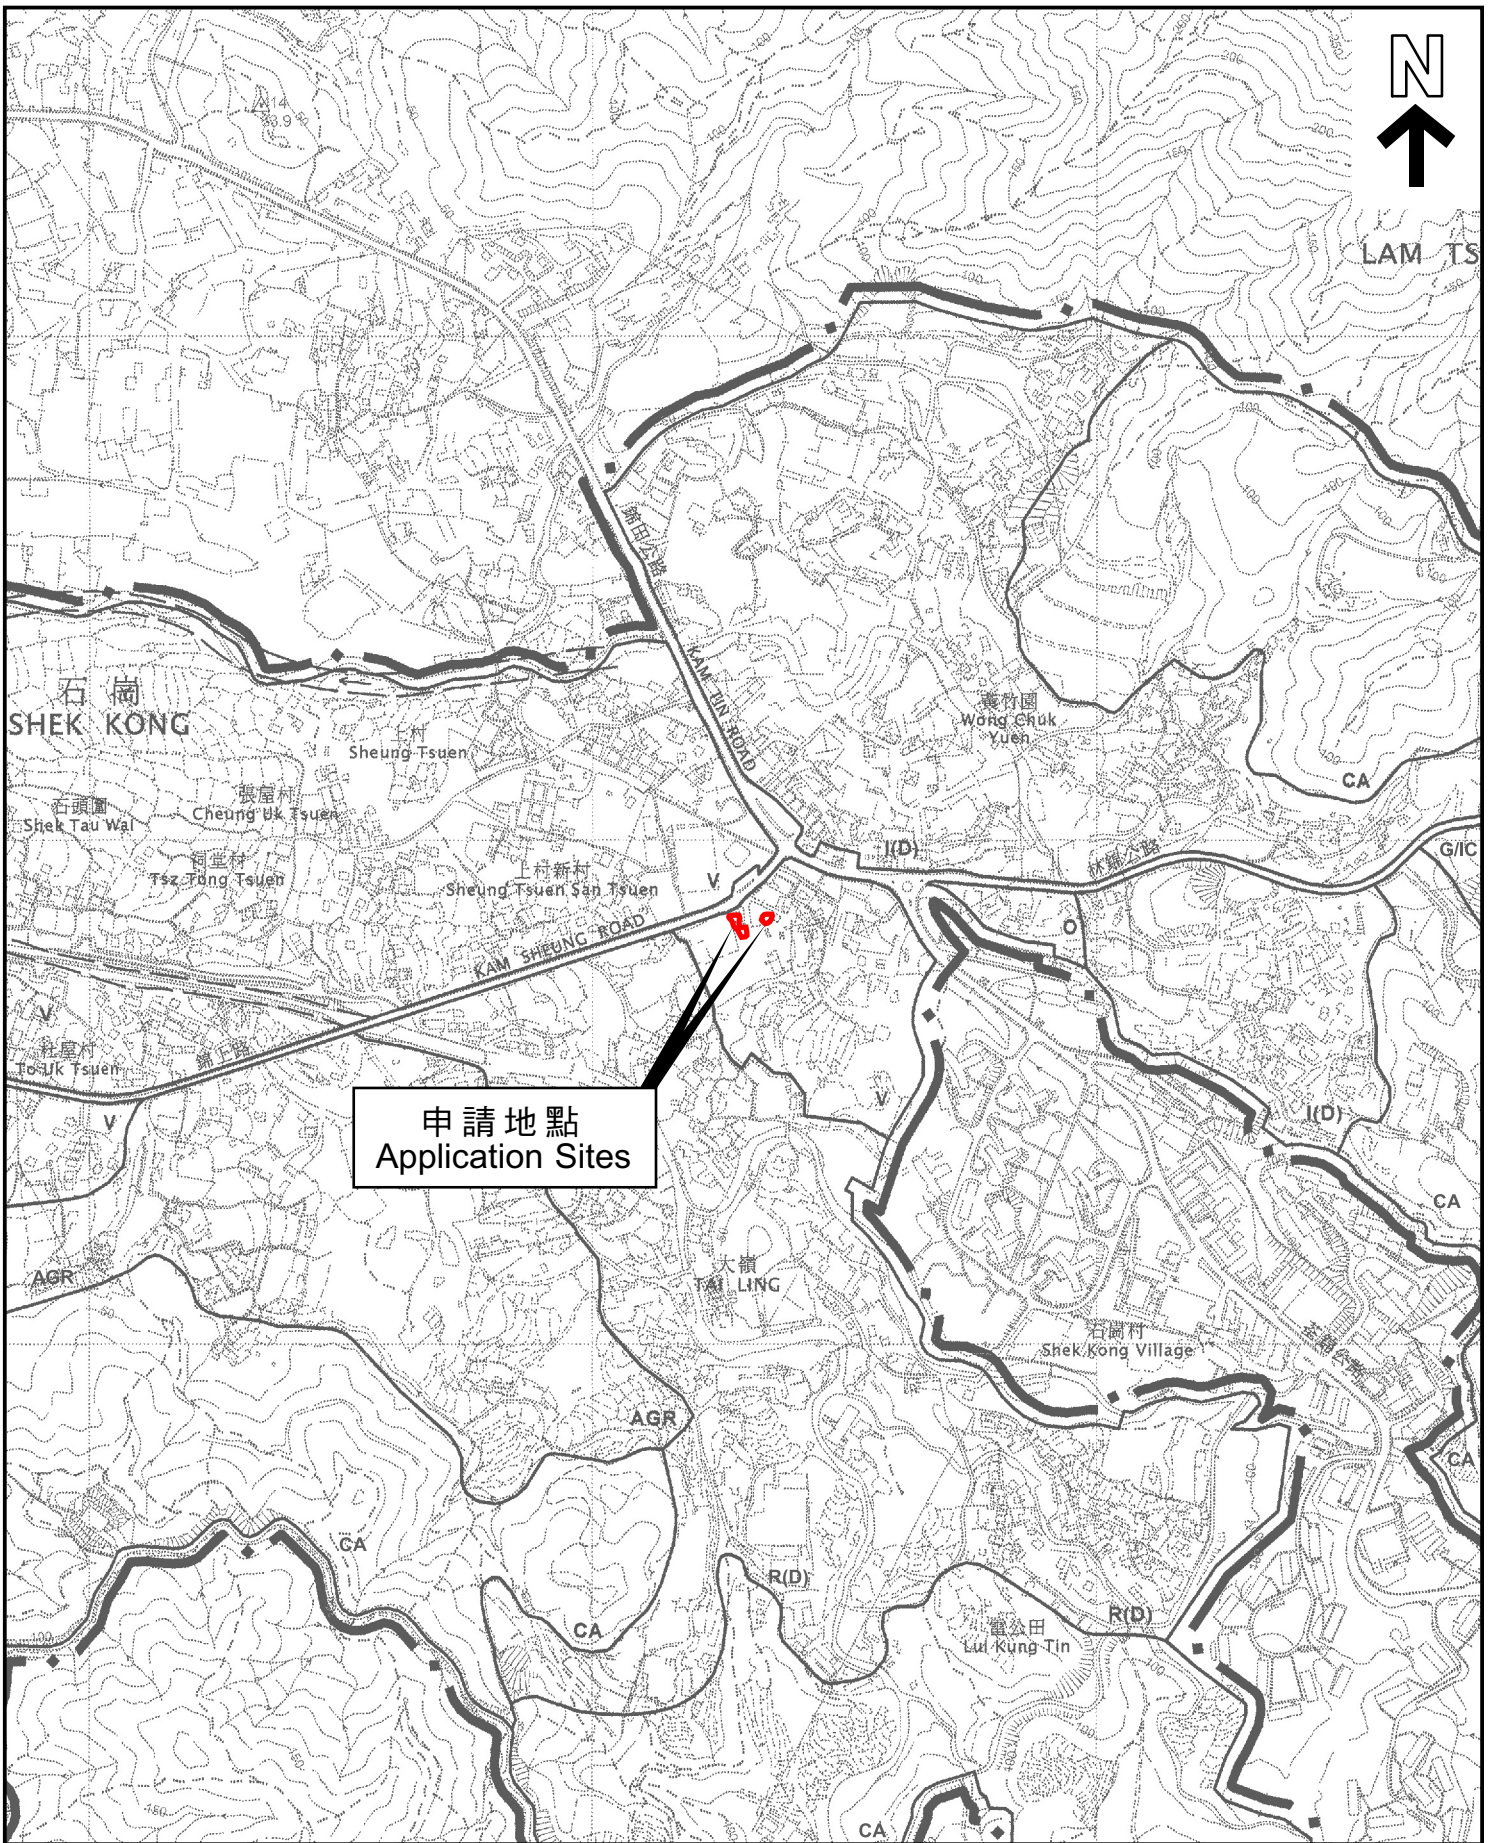 N
LAM TS
錦田公路
KAM TIN ROAD
石崗
SHEK KONG
上村
Sheung Tsuen
黃竹園
Wong Chuk
Yuen
CA
石頭圍
Shek Tau Wai
張屋村
Cheung Uk Tsuen
祠堂村
Tsz Tong Tsuen
上村新村
Sheung Tsuen San Tsuen
V
I(D)
林錦公路
G/IC
KAM SHEUNG ROAD
O
V
杜屋村
To Uk Tsuen
錦上路
V
申請地點
Application Sites
V
I(D)
CA
AGR
大嶺
TAI LING
石崗村
Shek Kong Village
荃錦公路
AGR
CA
CA
R(D)
CA
R(D)
雷公田
Lui Kung Tin
CA